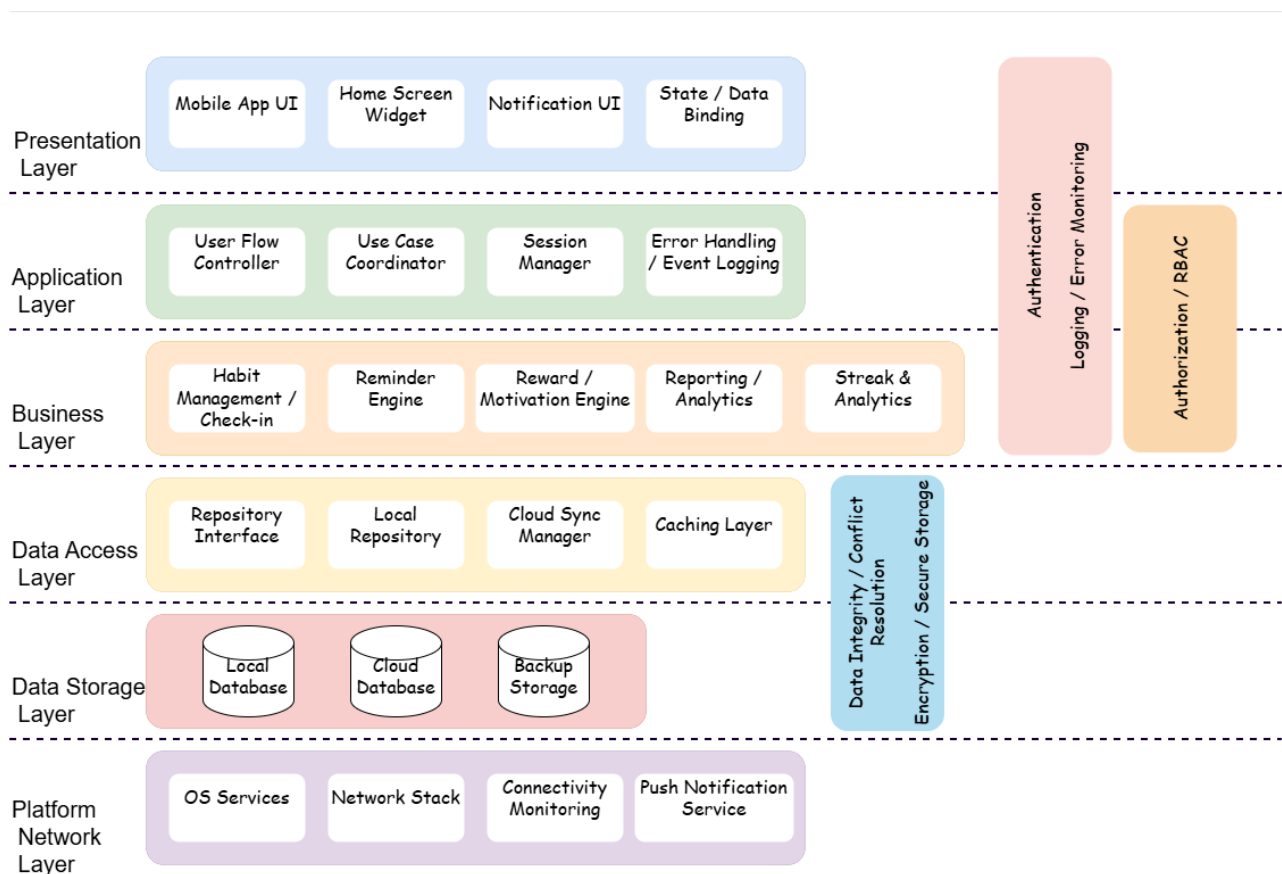 Mobile App UI
Home Screen
Widget
Notification UI
State / Data
Binding
Presentation
Layer
User Flow
Controller
Use Case
Coordinator
Session
Manager
Error Handling
/ Event Logging
Application
Layer
Habit
Management /
Check-in
Reminder
Engine
Reward /
Motivation Engine
Reporting /
Analytics
Streak &
Analytics
Business
Layer
Repository
Interface
Local
Repository
Cloud Sync
Manager
Caching Layer
Data Access
Layer
Local
Database
Cloud
Database
Backup
Storage
Data Storage
Layer
OS Services
Network Stack
Connectivity
Monitoring
Push Notification
Service
Platform
Network
Layer
Authentication
Logging / Error Monitoring
Authorization / RBAC
Data Integrity / Conflict
Resolution
Encryption / Secure Storage